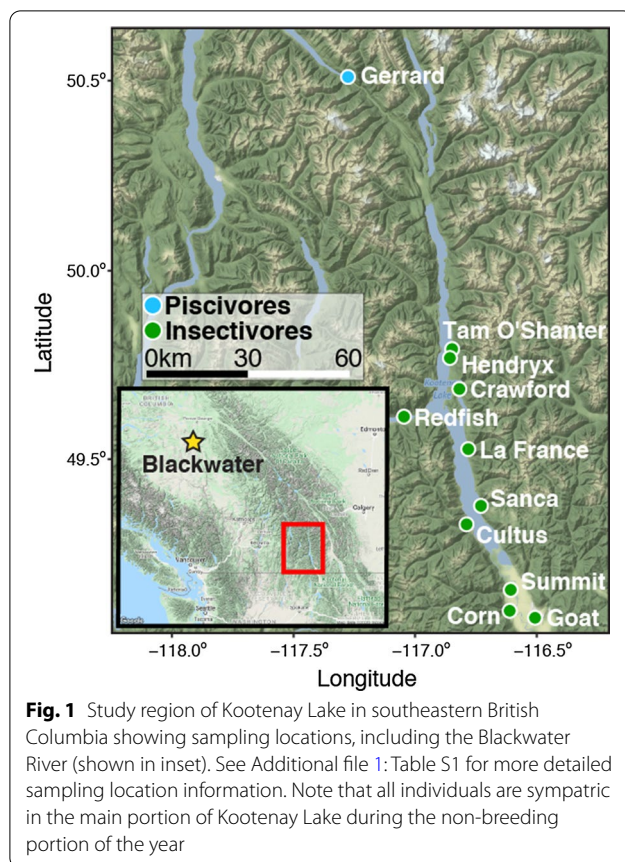 50.5°
Gerrard
50.0°
Latitude
Piscivores
Insectivores
0km 30 60
Tam O'Shanter
Hendryx
Crawford
Redfish
La France
49.5°
Sanca
Cultus
Summit
Corn
Goat
Blackwater
Calgary
Vancouver
Seattle
−118.0° −117.5° −117.0° −116.5°
Longitude
Fig. 1 Study region of Kootenay Lake in southeastern British
Columbia showing sampling locations, including the Blackwater
River (shown in inset). See Additional file 1: Table S1 for more detailed
sampling location information. Note that all individuals are sympatric
in the main portion of Kootenay Lake during the non-breeding
portion of the year